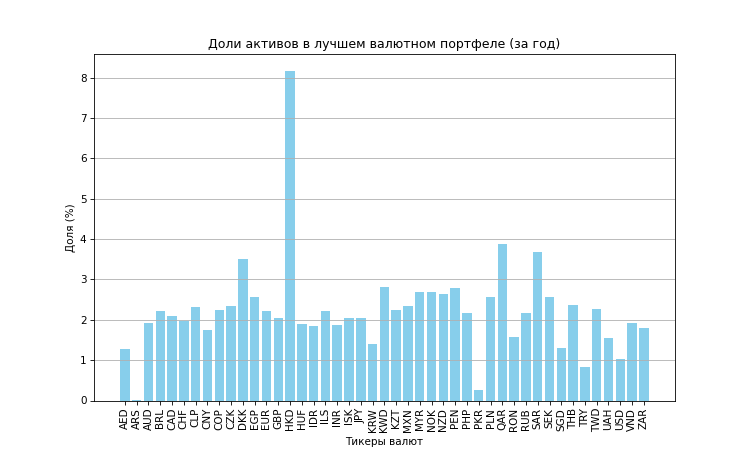 Доли активов в лучшем валютном портфеле (за год)
Доля (%)
8
7
6
5
4
3
2
1
0
AED
ARS
AUD
BRL
CAD
CHF
CLP
CNY
COP
CZK
DKK
EGP
EUR
GBP
HKD
HUF
IDR
ILS
INR
ISK
JPY
KRW
KWD
KZT
MXN
MYR
NOK
NZD
PEN
PHP
PKR
PLN
QAR
RON
RUB
SAR
SEK
SGD
THB
TRY
TWD
UAH
USD
VND
ZAR
Тикеры валют